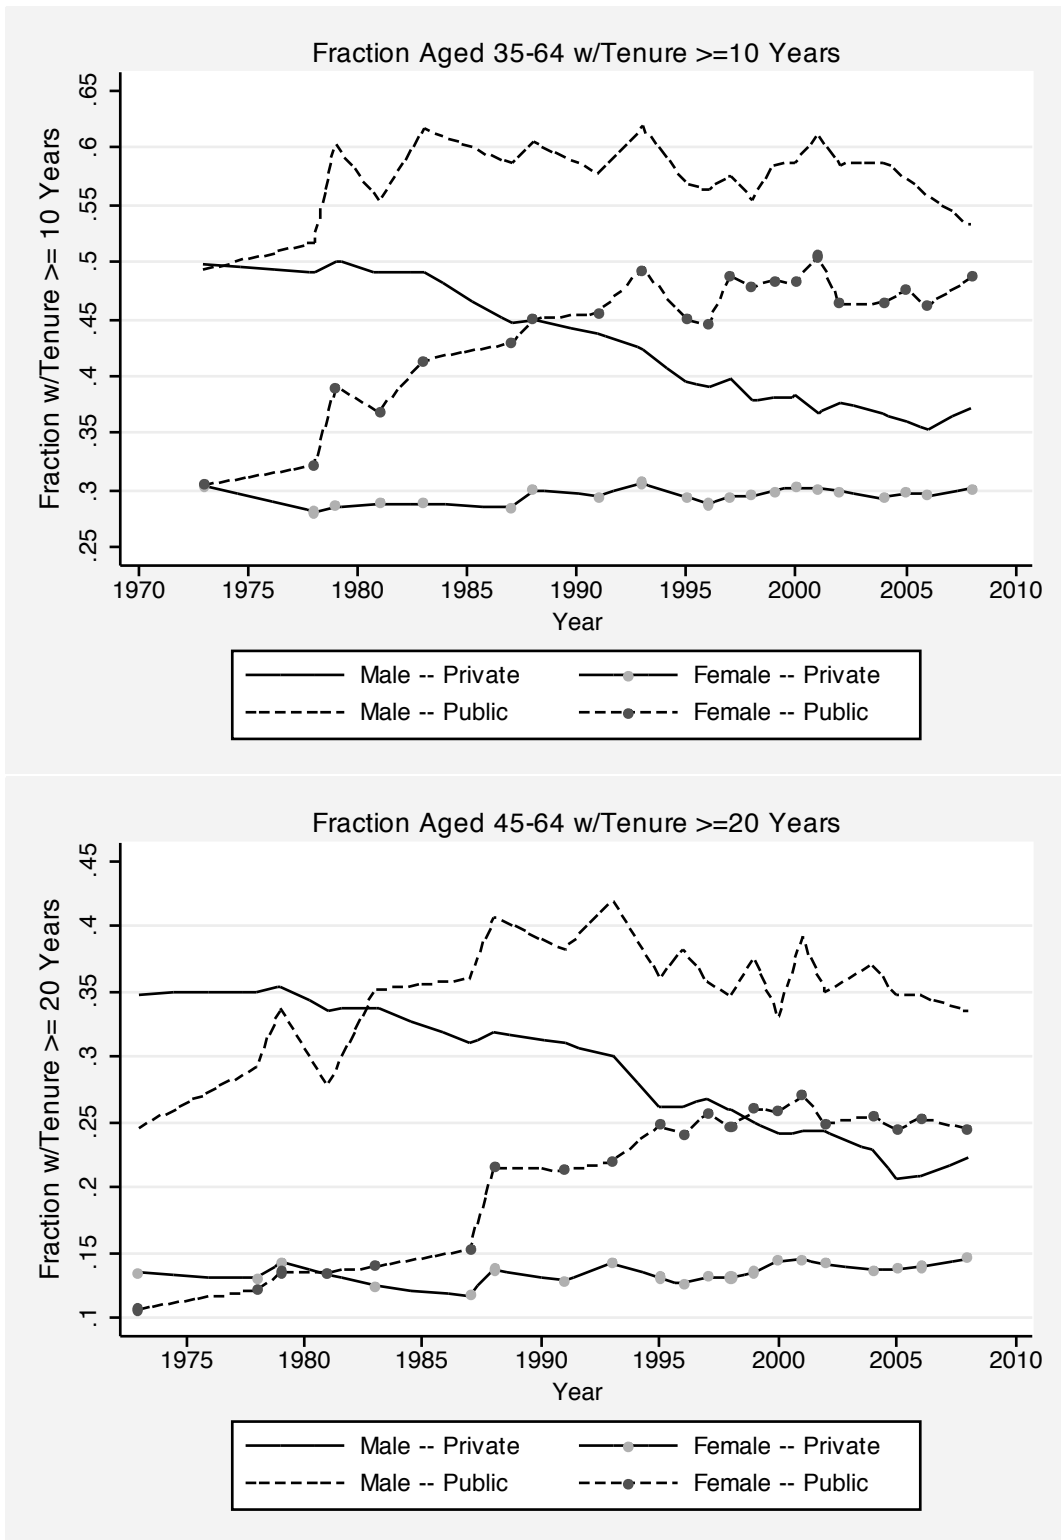 Fraction Aged 35-64 w/Tenure >=10 Years
Fraction w/Tenure >= 10 Years
.65
.6
.55
.5
.45
.4
.35
.3
.25
1970 1975 1980 1985 1990 1995 2000 2005 2010
Year
Male -- Private Female -- Private
Male -- Public Female -- Public
Fraction Aged 45-64 w/Tenure >=20 Years
Fraction w/Tenure >= 20 Years
.45
.4
.35
.3
.25
.2
.15
.1
1975 1980 1985 1990 1995 2000 2005 2010
Year
Male -- Private Female -- Private
Male -- Public Female -- Public